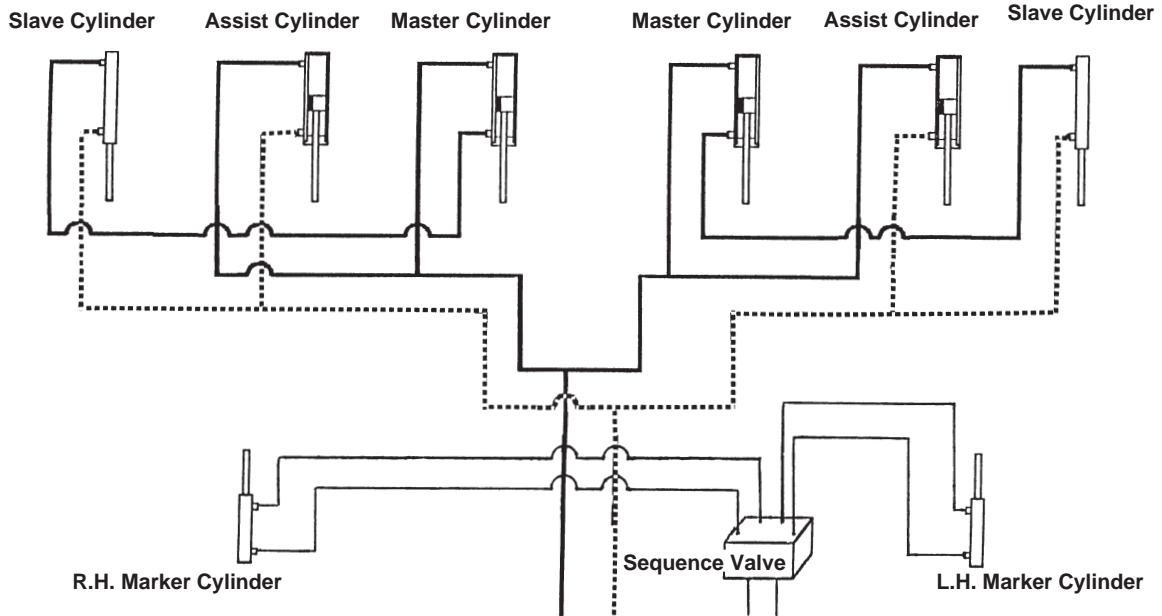 Slave Cylinder
Assist Cylinder
Master Cylinder
Master Cylinder
Assist Cylinder
Slave Cylinder
Sequence Valve
R.H. Marker Cylinder
L.H. Marker Cylinder